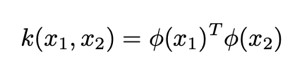 k(x₁, x₂) = ϕ(x₁)ᵀϕ(x₂)